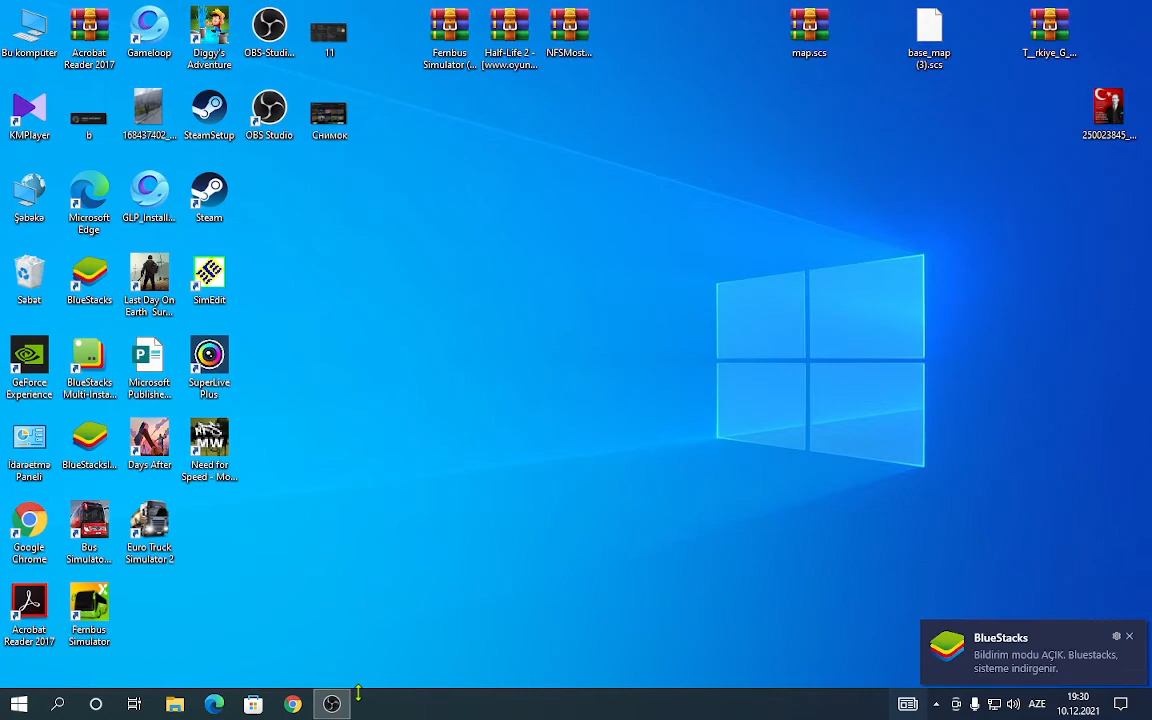 Bu komputer
Acrobat
Reader 2017
Gameloop
Diggy's
Adventure
OBS-Studi...
11
Fernbus
Simulator (...
Half-Life 2 -
[www.oyun...
NFSMost...
map.scs
base_map
(3).scs
T__rkiye_G_...
KMPlayer
b
168437402_...
SteamSetup
OBS Studio
Снимок
250023845_...
Şəbəkə
Microsoft
Edge
GLP_Install...
Steam
Səbət
BlueStacks
Last Day On
Earth_Sur...
SimEdit
GeForce
Experience
BlueStacks
Multi-Insta...
Microsoft
Publishe...
SuperLive
Plus
İdarəetmə
Paneli
BlueStacksI...
Days After
Need for
Speed - Mo...
Google
Chrome
Bus
Simulato...
Euro Truck
Simulator 2
Acrobat
Reader 2017
Fernbus
Simulator
BlueStacks
Bildirim modu AÇIK. Bluestacks,
sisteme indirgenir.
AZE
19:30
10.12.2021